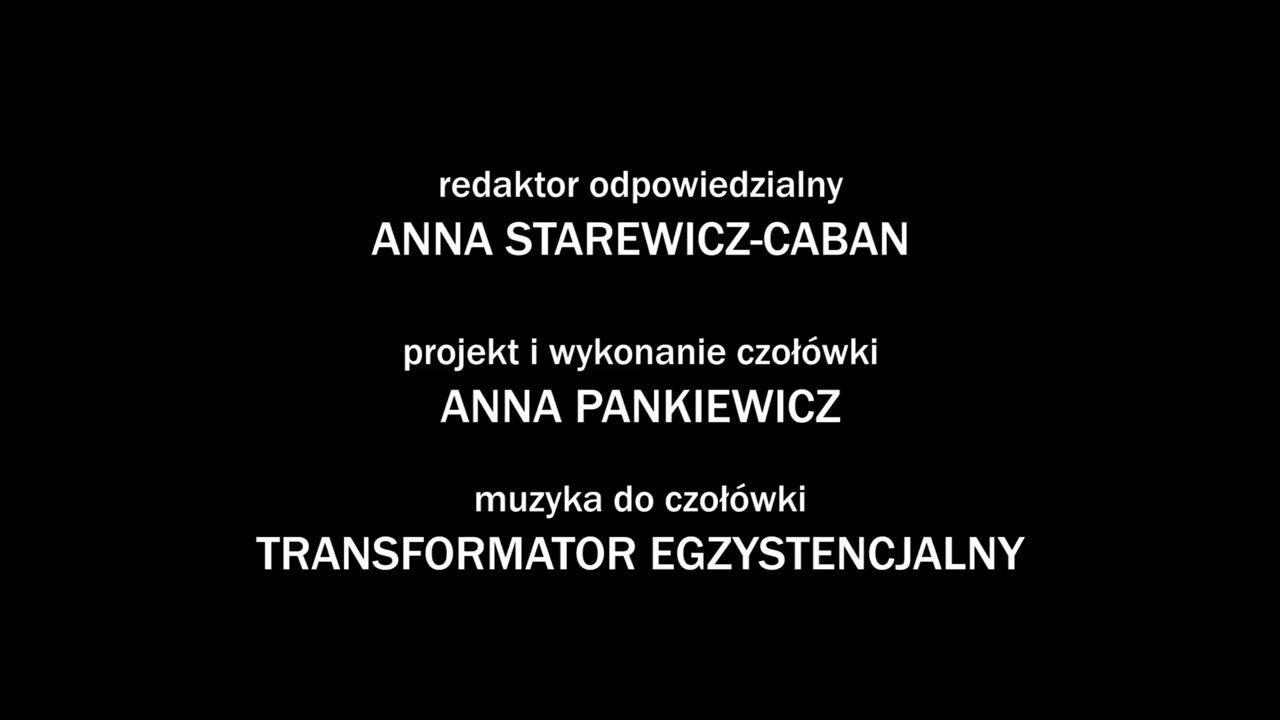 redaktor odpowiedzialny
ANNA STAREWICZ-CABAN
projekt i wykonanie czołówki
ANNA PANKIEWICZ
muzyka do czołówki
TRANSFORMATOR EGZYSTENCJALNY